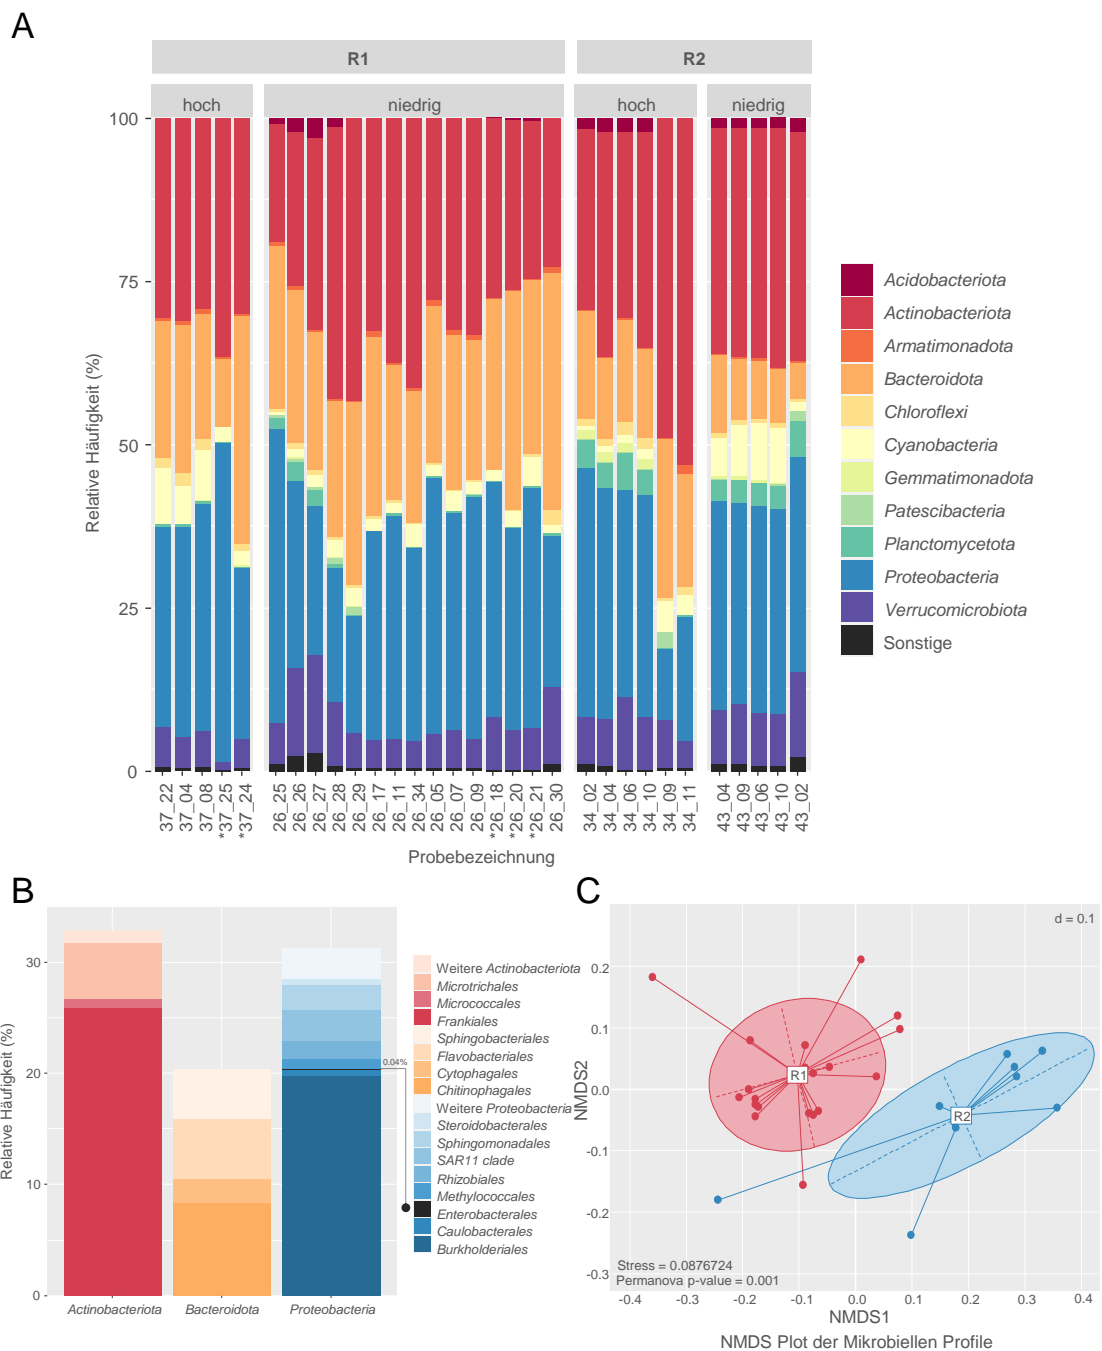 A
R1
R2
hoch
niedrig
hoch
niedrig
100
75
50
25
0
Relative Häufigkeit (%)
37_22
37_04
37_08
*37_25
*37_24
26_25
26_26
26_27
26_28
26_29
26_17
26_11
26_34
26_05
26_07
26_09
*26_18
*26_20
*26_21
26_30
34_02
34_04
34_06
34_10
34_09
34_11
43_04
43_09
43_06
43_10
43_02
Probebezeichnung
Acidobacteriota
Actinobacteriota
Armatimonadota
Bacteroidota
Chloroflexi
Cyanobacteria
Gemmatimonadota
Patescibacteria
Planctomycetota
Proteobacteria
Verrucomicrobiota
Sonstige
B
Relative Häufigkeit (%)
30
20
10
0
0.04%
Actinobacteriota
Bacteroidota
Proteobacteria
Weitere Actinobacteriota
Microtrichales
Micrococcales
Frankiales
Sphingobacteriales
Flavobacteriales
Cytophagales
Chitinophagales
Weitere Proteobacteria
Steroidobacterales
Sphingomonadales
SAR11 clade
Rhizobiales
Methylococcales
Enterobacterales
Caulobacterales
Burkholderiales
C
d = 0.1
NMDS2
0.2
0.1
0.0
-0.1
-0.2
-0.3
R1
R2
Stress = 0.0876724
Permanova p-value = 0.001
-0.4
-0.3
-0.2
-0.1
0.0
0.1
0.2
0.3
0.4
NMDS1
NMDS Plot der Mikrobiellen Profile